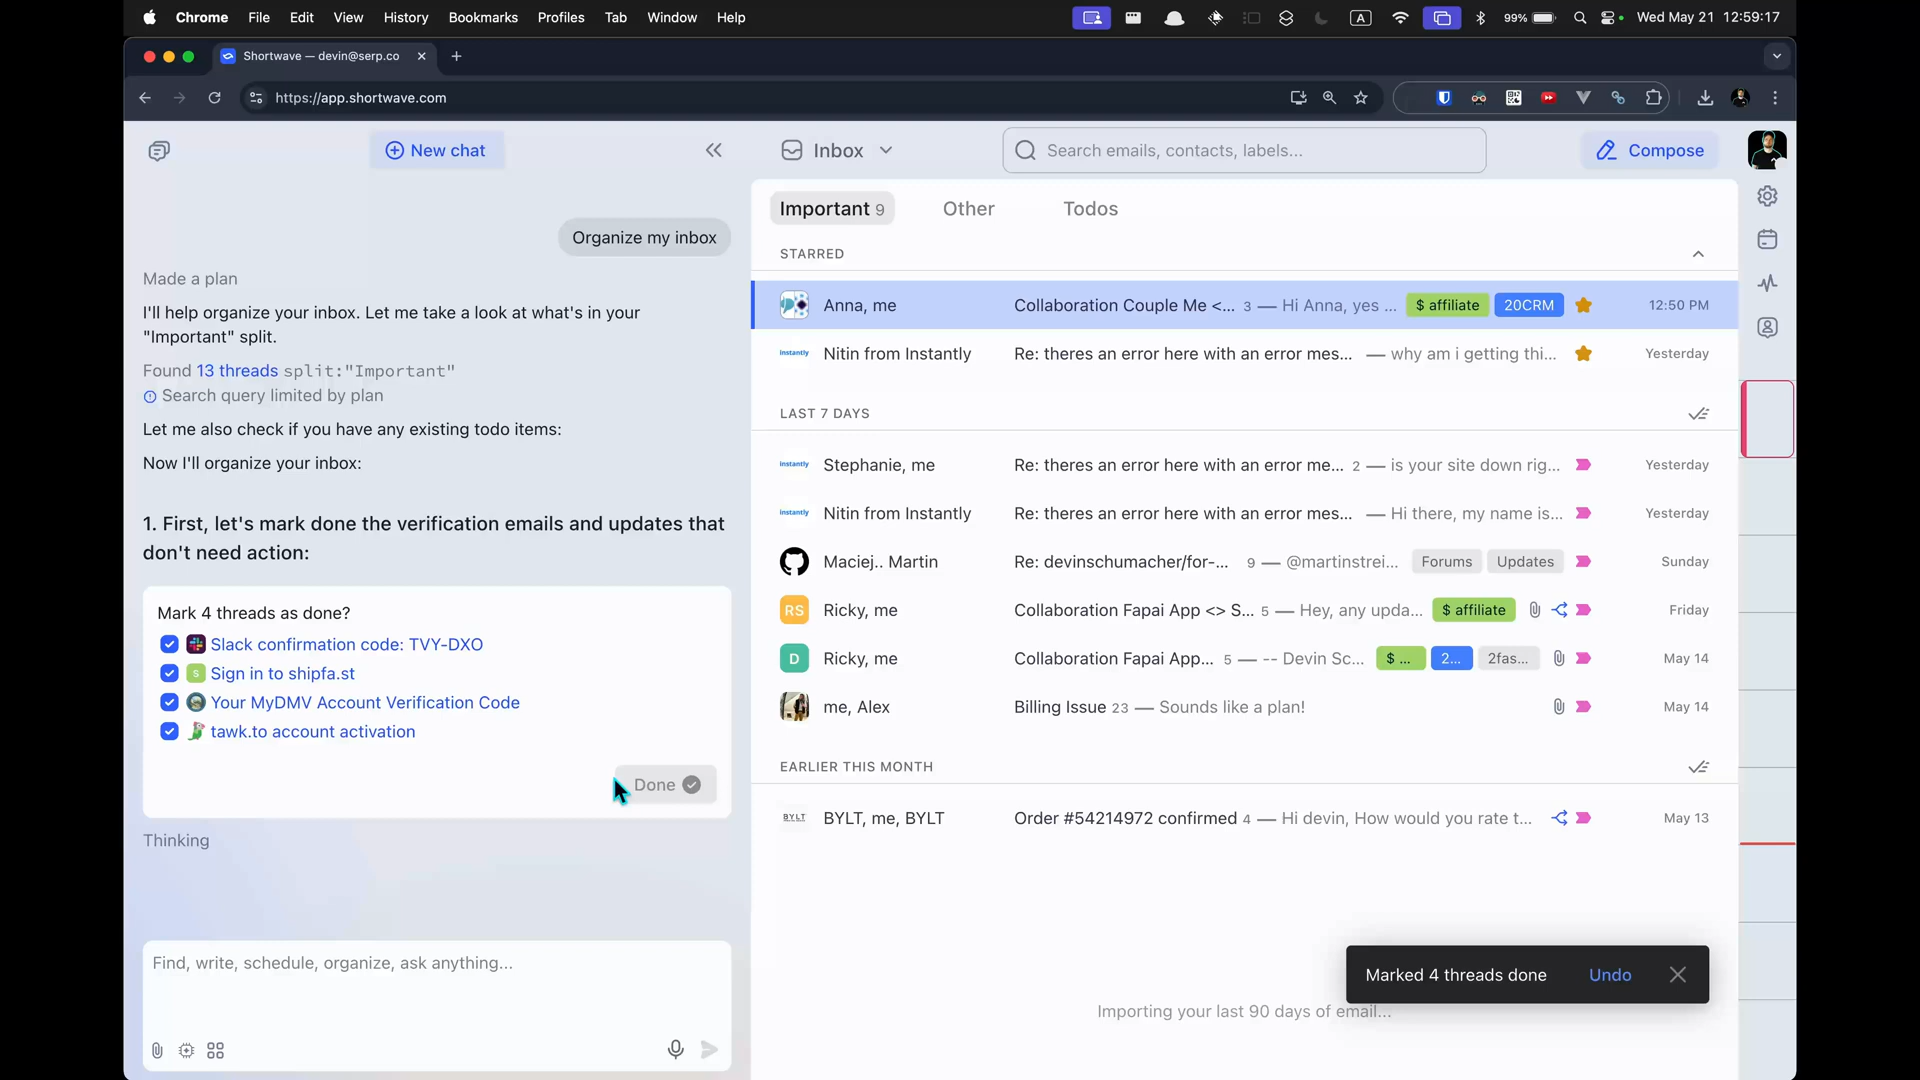 Chrome File Edit View History Bookmarks Profiles Tab Window Help
A 99% Wed May 21 12:59:17
Shortwave — devin@serp.co
https://app.shortwave.com
New chat
Inbox
Search emails, contacts, labels...
Compose
Organize my inbox
Made a plan
I'll help organize your inbox. Let me take a look at what's in your
"Important" split.
Found 13 threads split:"Important"
Search query limited by plan
Let me also check if you have any existing todo items:
Now I'll organize your inbox:
1. First, let's mark done the verification emails and updates that
don't need action:
Mark 4 threads as done?
Slack confirmation code: TVY-DXO
S Sign in to shipfa.st
Your MyDMV Account Verification Code
tawk.to account activation
Done
Thinking
Find, write, schedule, organize, ask anything...
Important 9 Other Todos
STARRED
Anna, me Collaboration Couple Me <... 3 — Hi Anna, yes ... $ affiliate 20CRM 12:50 PM
instantly Nitin from Instantly Re: theres an error here with an error mes... — why am i getting thi... Yesterday
LAST 7 DAYS
instantly Stephanie, me Re: theres an error here with an error me... 2 — is your site down rig... Yesterday
instantly Nitin from Instantly Re: theres an error here with an error mes... — Hi there, my name is... Yesterday
Maciej.. Martin Re: devinschumacher/for-... 9 — @martinstrei... Forums Updates Sunday
RS Ricky, me Collaboration Fapai App <> S... 5 — Hey, any upda... $ affiliate Friday
D Ricky, me Collaboration Fapai App... 5 — -- Devin Sc... $ ... 2... 2fas... May 14
me, Alex Billing Issue 23 — Sounds like a plan! May 14
EARLIER THIS MONTH
BYLT BYLT, me, BYLT Order #54214972 confirmed 4 — Hi devin, How would you rate t... May 13
Marked 4 threads done Undo
Importing your last 90 days of email...